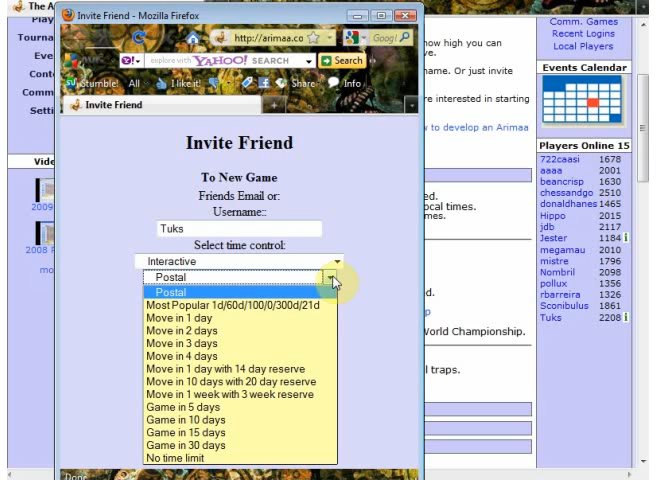 The A
Invite Friend - Mozilla Firefox
http://arimaa.co
Googl
explore with YAHOO! SEARCH
Search
Stumble!
All
I like it!
Share
Info
Invite Friend
Play
Tourna
Eve
Cont
Comm
Setti
Vide
2009
2008
mo
Invite Friend
To New Game
Friends Email or:
Username::
Tuks
Select time control:
Interactive
Postal
Postal
Most Popular 1d/60d/100/0/300d/21d
Move in 1 day
Move in 2 days
Move in 3 days
Move in 4 days
Move in 1 day with 14 day reserve
Move in 10 days with 20 day reserve
Move in 1 week with 3 week reserve
Game in 5 days
Game in 10 days
Game in 15 days
Game in 30 days
No time limit
Done
how high you can
ve.
name. Or just invite
re interested in starting
v to develop an Arimaa
ed.
ocal times.
mes.
d.
p
World Championship.
l traps.
Comm. Games
Recent Logins
Local Players
Events Calendar
Players Online 15
722caasi 1678
aaaa 2001
beancrisp 1630
chessandgo 2510
donaldhanes 1465
Hippo 2015
jdb 2117
Jester 1184 i
megamau 2010
mistre 1796
Nombril 2098
pollux 1356
rbarreira 1326
Sconibulus 1861
Tuks 2208 i